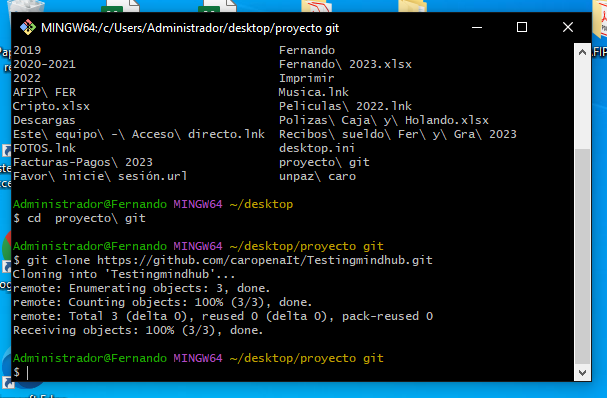 MINGW64:/c/Users/Administrador/desktop/proyecto git
2019 Fernando
2020-2021 Fernando\ 2023.xlsx
2022 Imprimir
AFIP\ FER Musica.lnk
Cripto.xlsx Peliculas\ 2022.lnk
Descargas Polizas\ Caja\ y\ Holando.xlsx
Este\ equipo\ -\ Acceso\ directo.lnk Recibos\ sueldo\ Fer\ y\ Gra\ 2023
FOTOS.lnk desktop.ini
Facturas-Pagos\ 2023 proyecto\ git
Favor\ inicie\ sesión.url unpaz\ caro
Administrador@Fernando MINGW64 ~/desktop
$ cd  proyecto\ git
Administrador@Fernando MINGW64 ~/desktop/proyecto git
$ git clone https://github.com/caropenaIt/Testingmindhub.git
Cloning into 'Testingmindhub'...
remote: Enumerating objects: 3, done.
remote: Counting objects: 100% (3/3), done.
remote: Total 3 (delta 0), reused 0 (delta 0), pack-reused 0
Receiving objects: 100% (3/3), done.
Administrador@Fernando MINGW64 ~/desktop/proyecto git
$